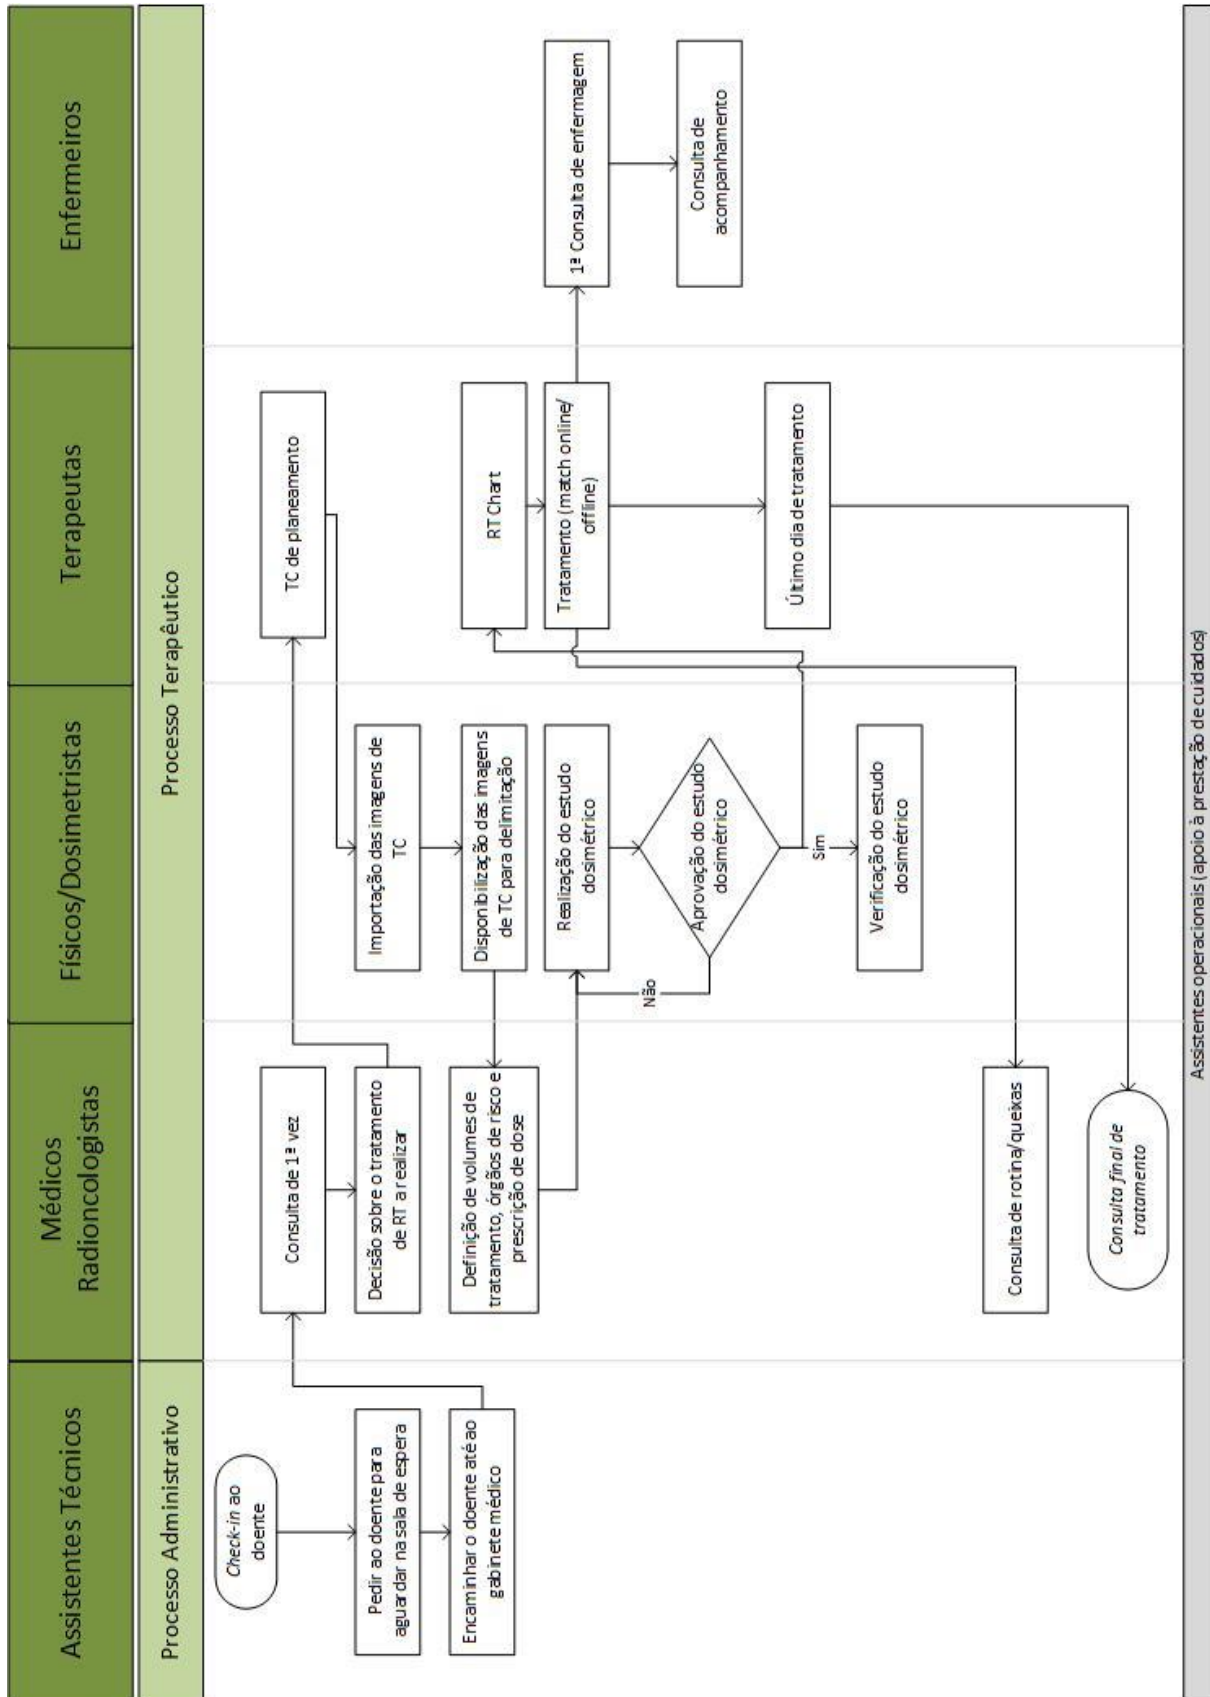 Assistentes Técnicos
Médicos
Radioncologistas
Físicos/Dosimetristas
Terapeutas
Enfermeiros
Processo Administrativo
Processo Terapêutico
Check-in ao
doente
Pedir ao doente para
aguardar na sala de espera
Encaminhar o doente até ao
gabinete médico
Consulta de 1ª vez
Decisão sobre o tratamento
de RT a realizar
TC de planeamento
Importação das imagens de
TC
Disponibilização das imagens
de TC para delimitação
Definição de volumes de
tratamento, órgãos de risco e
prescrição de dose
Realização do estudo
dosimétrico
Aprovação do estudo
dosimétrico
Não
Sim
Verificação do estudo
dosimétrico
RT Chart
Tratamento (match online/
offline)
1ª Consulta de enfermagem
Consulta de
acompanhamento
Último dia de tratamento
Consulta de rotina/queixas
Consulta final de
tratamento
Assistentes operacionais (apoio à prestação de cuidados)